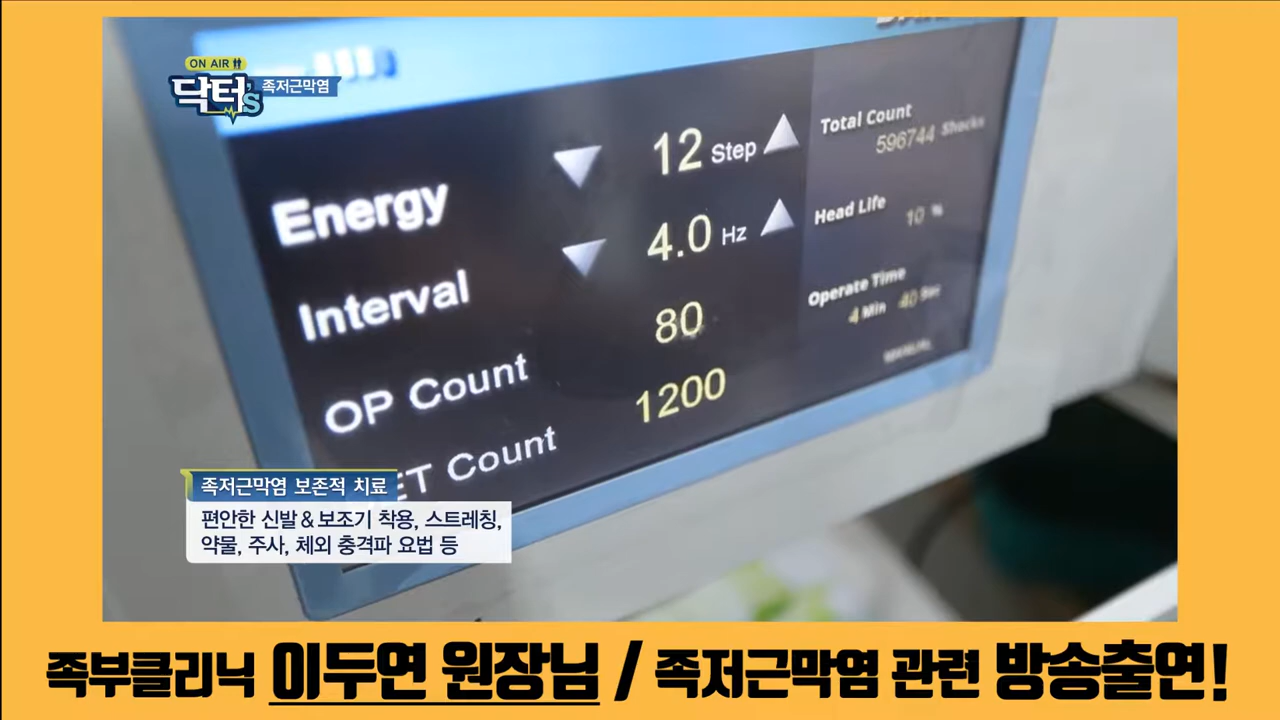 ON AIR
닥터's 족저근막염
Energy 12 Step
Interval 4.0 Hz
OP Count 80
ET Count 1200
Total Count
596744 Shocks
Head Life
10 %
Operate Time
4 Min 40 Sec
MANUAL
족저근막염 보존적 치료
편안한 신발 & 보조기 착용, 스트레칭,
약물, 주사, 체외 충격파 요법 등
족부클리닉 이두연 원장님 / 족저근막염 관련 방송출연!